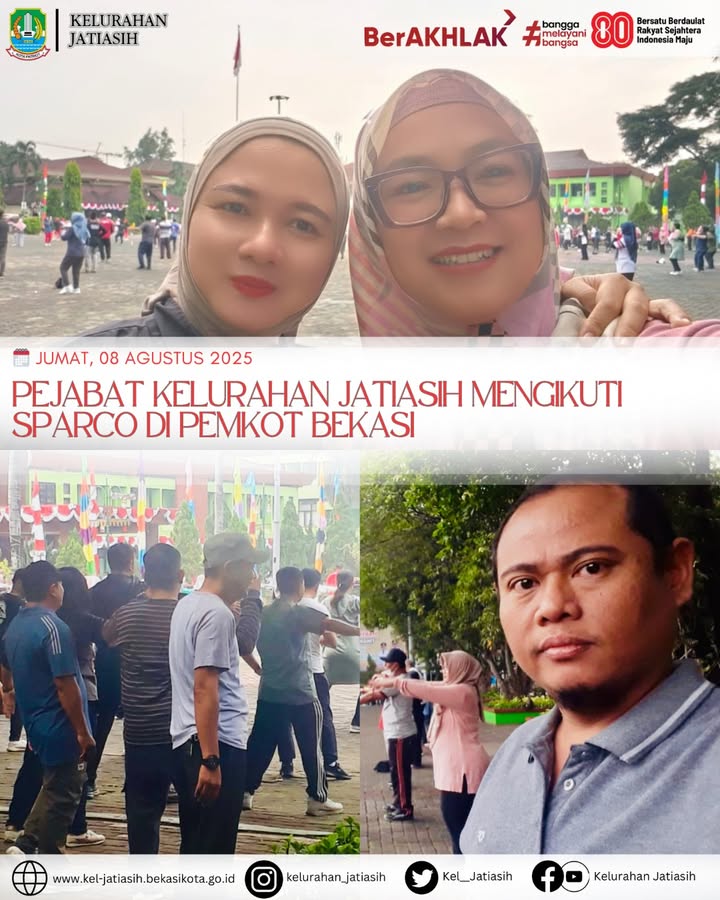 KELURAHAN
JATIASIH
BerAKHLAK
#bangga
melayani
bangsa
80
Bersatu Berdaulat
Rakyat Sejahtera
Indonesia Maju
JUMAT, 08 AGUSTUS 2025
PEJABAT KELURAHAN JATIASIH MENGIKUTI
SPARCO DI PEMKOT BEKASI
www.kel-jatiasih.bekasikota.go.id
kelurahan_jatiasih
Kel__Jatiasih
Kelurahan Jatiasih